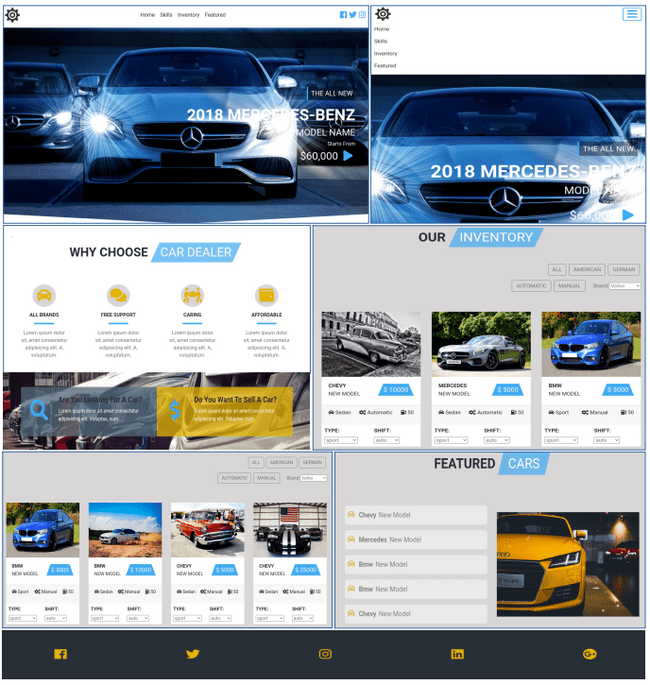 Home Skills Inventory Featured
THE ALL NEW
2018 MERCEDES-BENZ
MODEL NAME
Starts From
$60,000
Home
Skills
Inventory
Featured
THE ALL NEW
2018 MERCEDES-BENZ
MODEL NAME
$60,000
WHY CHOOSE CAR DEALER
ALL BRANDS FREE SUPPORT CARING AFFORDABLE
Lorem ipsum dolor Lorem ipsum dolor Lorem ipsum dolor Lorem ipsum dolor
sit, amet consectetur sit, amet consectetur sit, amet consectetur sit, amet consectetur
adipisicing elit. A, adipisicing elit. A, adipisicing elit. A, adipisicing elit. A,
voluptatum. voluptatum. voluptatum. voluptatum.
Are You Looking For A Car? Do You Want To Sell A Car?
Lorem ipsum dolor sit amet consectetur Lorem ipsum dolor sit amet consectetur
adipisicing elit. Voluptas, eum. adipisicing elit. Voluptas, eum.
OUR INVENTORY
ALL AMERICAN GERMAN
AUTOMATIC MANUAL Brand: Volvo
CHEVY $ 10000 MERCEDES $ 5000 BMW $ 3000
NEW MODEL NEW MODEL NEW MODEL
Sedan Automatic 50 Sedan Automatic 50 Sport Manual 50
TYPE: SHIFT: TYPE: SHIFT: TYPE: SHIFT:
sport auto sport auto sport auto
ALL AMERICAN GERMAN
AUTOMATIC MANUAL Brand: Volvo
BMW $ 3000 BMW $ 10000 CHEVY $ 5000 CHEVY $ 25000
NEW MODEL NEW MODEL NEW MODEL NEW MODEL
Sport Manual 50 Sedan Manual 50 Sedan Manual 50 Sedan Manual 50
TYPE: SHIFT: TYPE: SHIFT: TYPE: SHIFT: TYPE: SHIFT:
sport auto sport auto sport auto sport auto
FEATURED CARS
Chevy New Model
Mercedes New Model
Bmw New Model
Bmw New Model
Chevy New Model